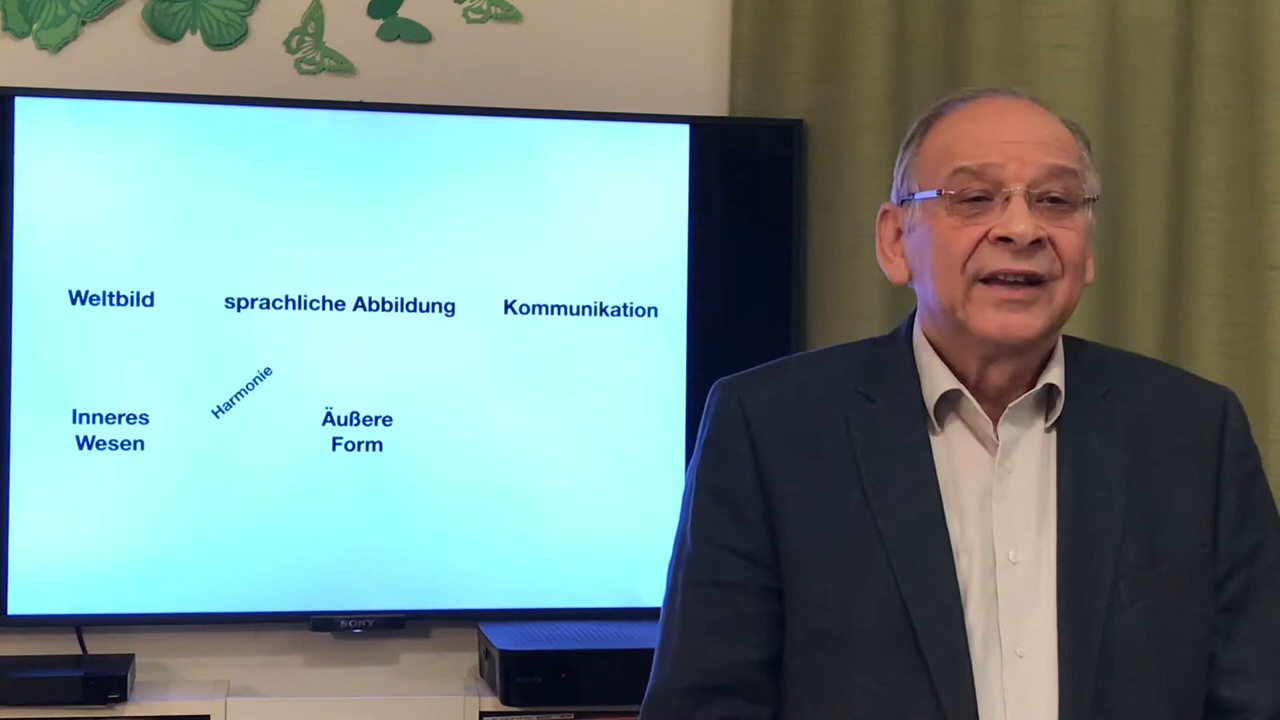 Weltbild
sprachliche Abbildung
Kommunikation
Harmonie
Inneres
Wesen
Äußere
Form
SONY